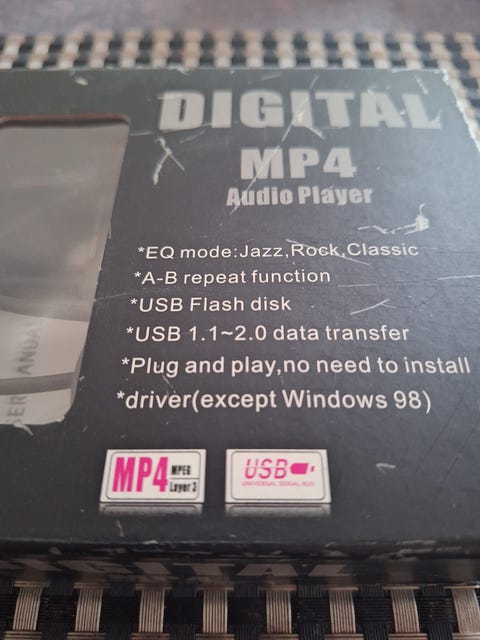 DIGITAL
MP4
Audio Player
*EQ mode:Jazz,Rock,Classic
*A-B repeat function
*USB Flash disk
*USB 1.1~2.0 data transfer
*Plug and play,no need to install
*driver(except Windows 98)
MP4 MPEG Layer 3
USB
UNIVERSAL SERIAL BUS
DIGITAL